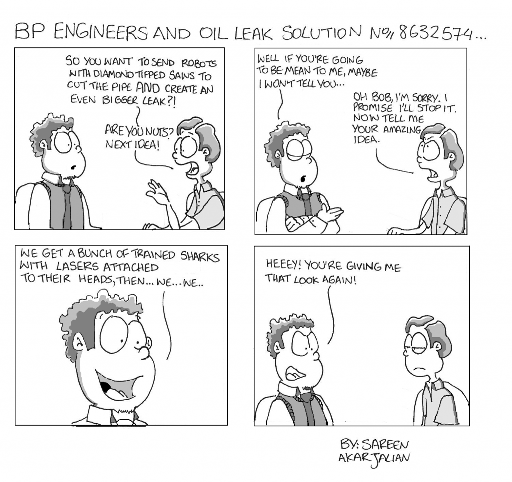 BP ENGINEERS AND OIL LEAK SOLUTION No. 8632574...
SO YOU WANT TO SEND ROBOTS
WITH DIAMOND TIPPED SAWS TO
CUT THE PIPE AND CREATE AN
EVEN BIGGER LEAK?!
ARE YOU NUTS?
NEXT IDEA!
WELL IF YOU'RE GOING
TO BE MEAN TO ME, MAYBE
I WON'T TELL YOU...
OH BOB, I'M SORRY. I
PROMISE I'LL STOP IT.
NOW TELL ME
YOUR AMAZING
IDEA.
WE GET A BUNCH OF TRAINED SHARKS
WITH LASERS ATTACHED
TO THEIR HEADS, THEN... WE... WE..
HEEEY! YOU'RE GIVING ME
THAT LOOK AGAIN!
BY: SAREEN
AKARJALIAN